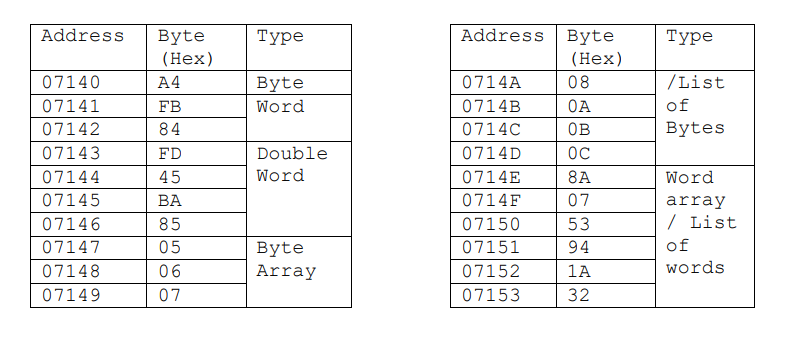 Address Byte (Hex) Type
07140 A4 Byte
07141 FB Word
07142 84
07143 FD Double
07144 45 Word
07145 BA
07146 85
07147 05 Byte
07148 06 Array
07149 07
Address Byte (Hex) Type
0714A 08 /List
0714B 0A of
0714C 0B Bytes
0714D 0C
0714E 8A Word
0714F 07 array
07150 53 / List
07151 94 of
07152 1A words
07153 32